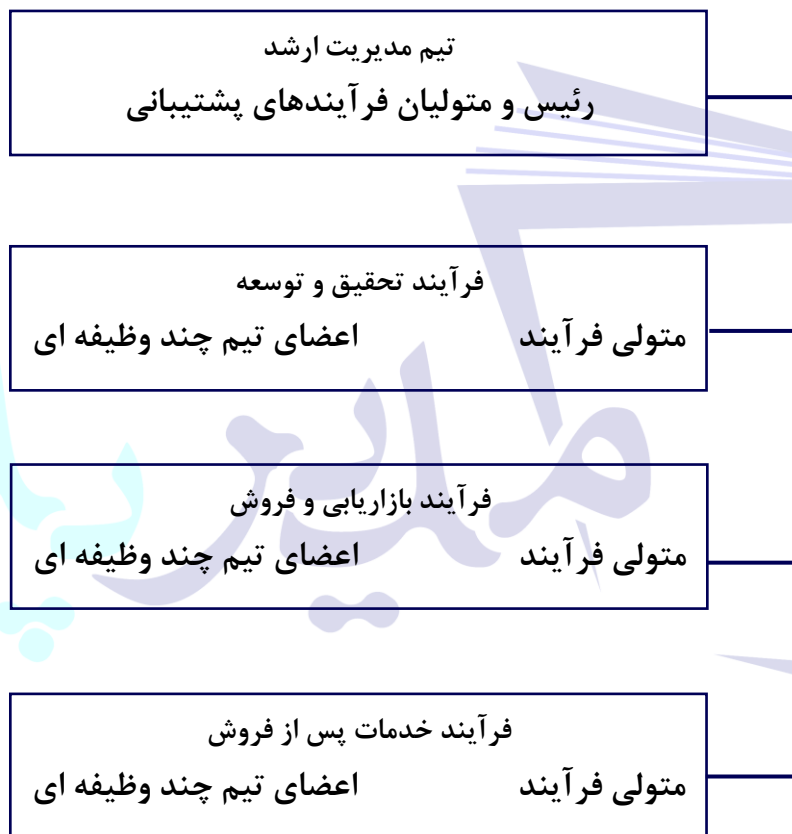 تیم مدیریت ارشد
رئیس و متولیان فرآیندهای پشتیبانی
فرآیند تحقیق و توسعه
متولی فرآیند اعضای تیم چند وظیفه ای
فرآیند بازاریابی و فروش
متولی فرآیند اعضای تیم چند وظیفه ای
فرآیند خدمات پس از فروش
متولی فرآیند اعضای تیم چند وظیفه ای